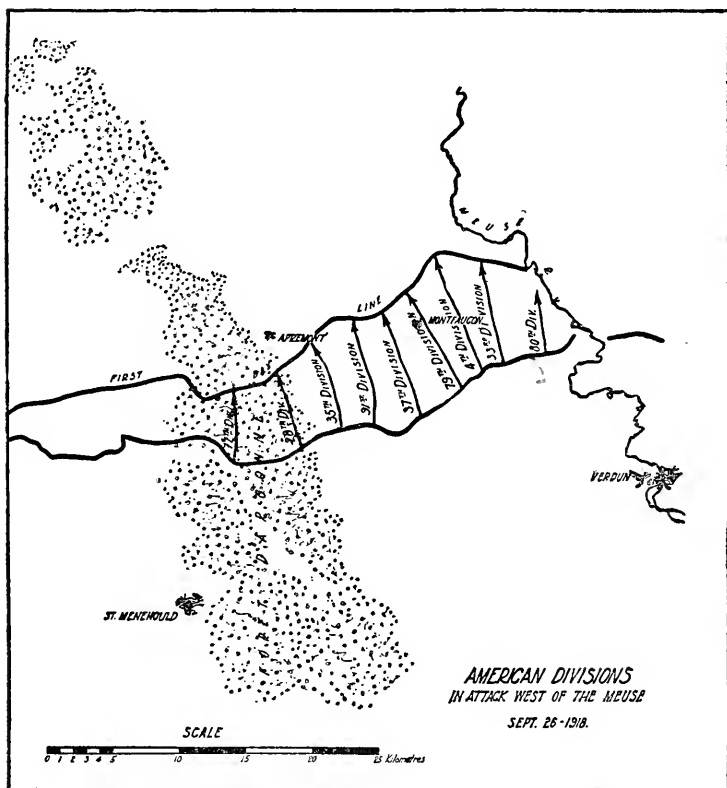 MEUSE
LINE
APREMONT
MONTFAUCON
FIRST
77TH DIV.
28TH DIV.
35TH DIVISION
91ST DIVISION
37TH DIVISION
79TH DIVISION
4TH DIVISION
33RD DIVISION
80TH DIV.
VERDUN
FORET D'ARGONNE
ST. MENEHOULD
AMERICAN DIVISIONS
IN ATTACK WEST OF THE MEUSE
SEPT. 26-1918.
SCALE
0 1 2 3 4 5 10 15 20 25 Kilometres